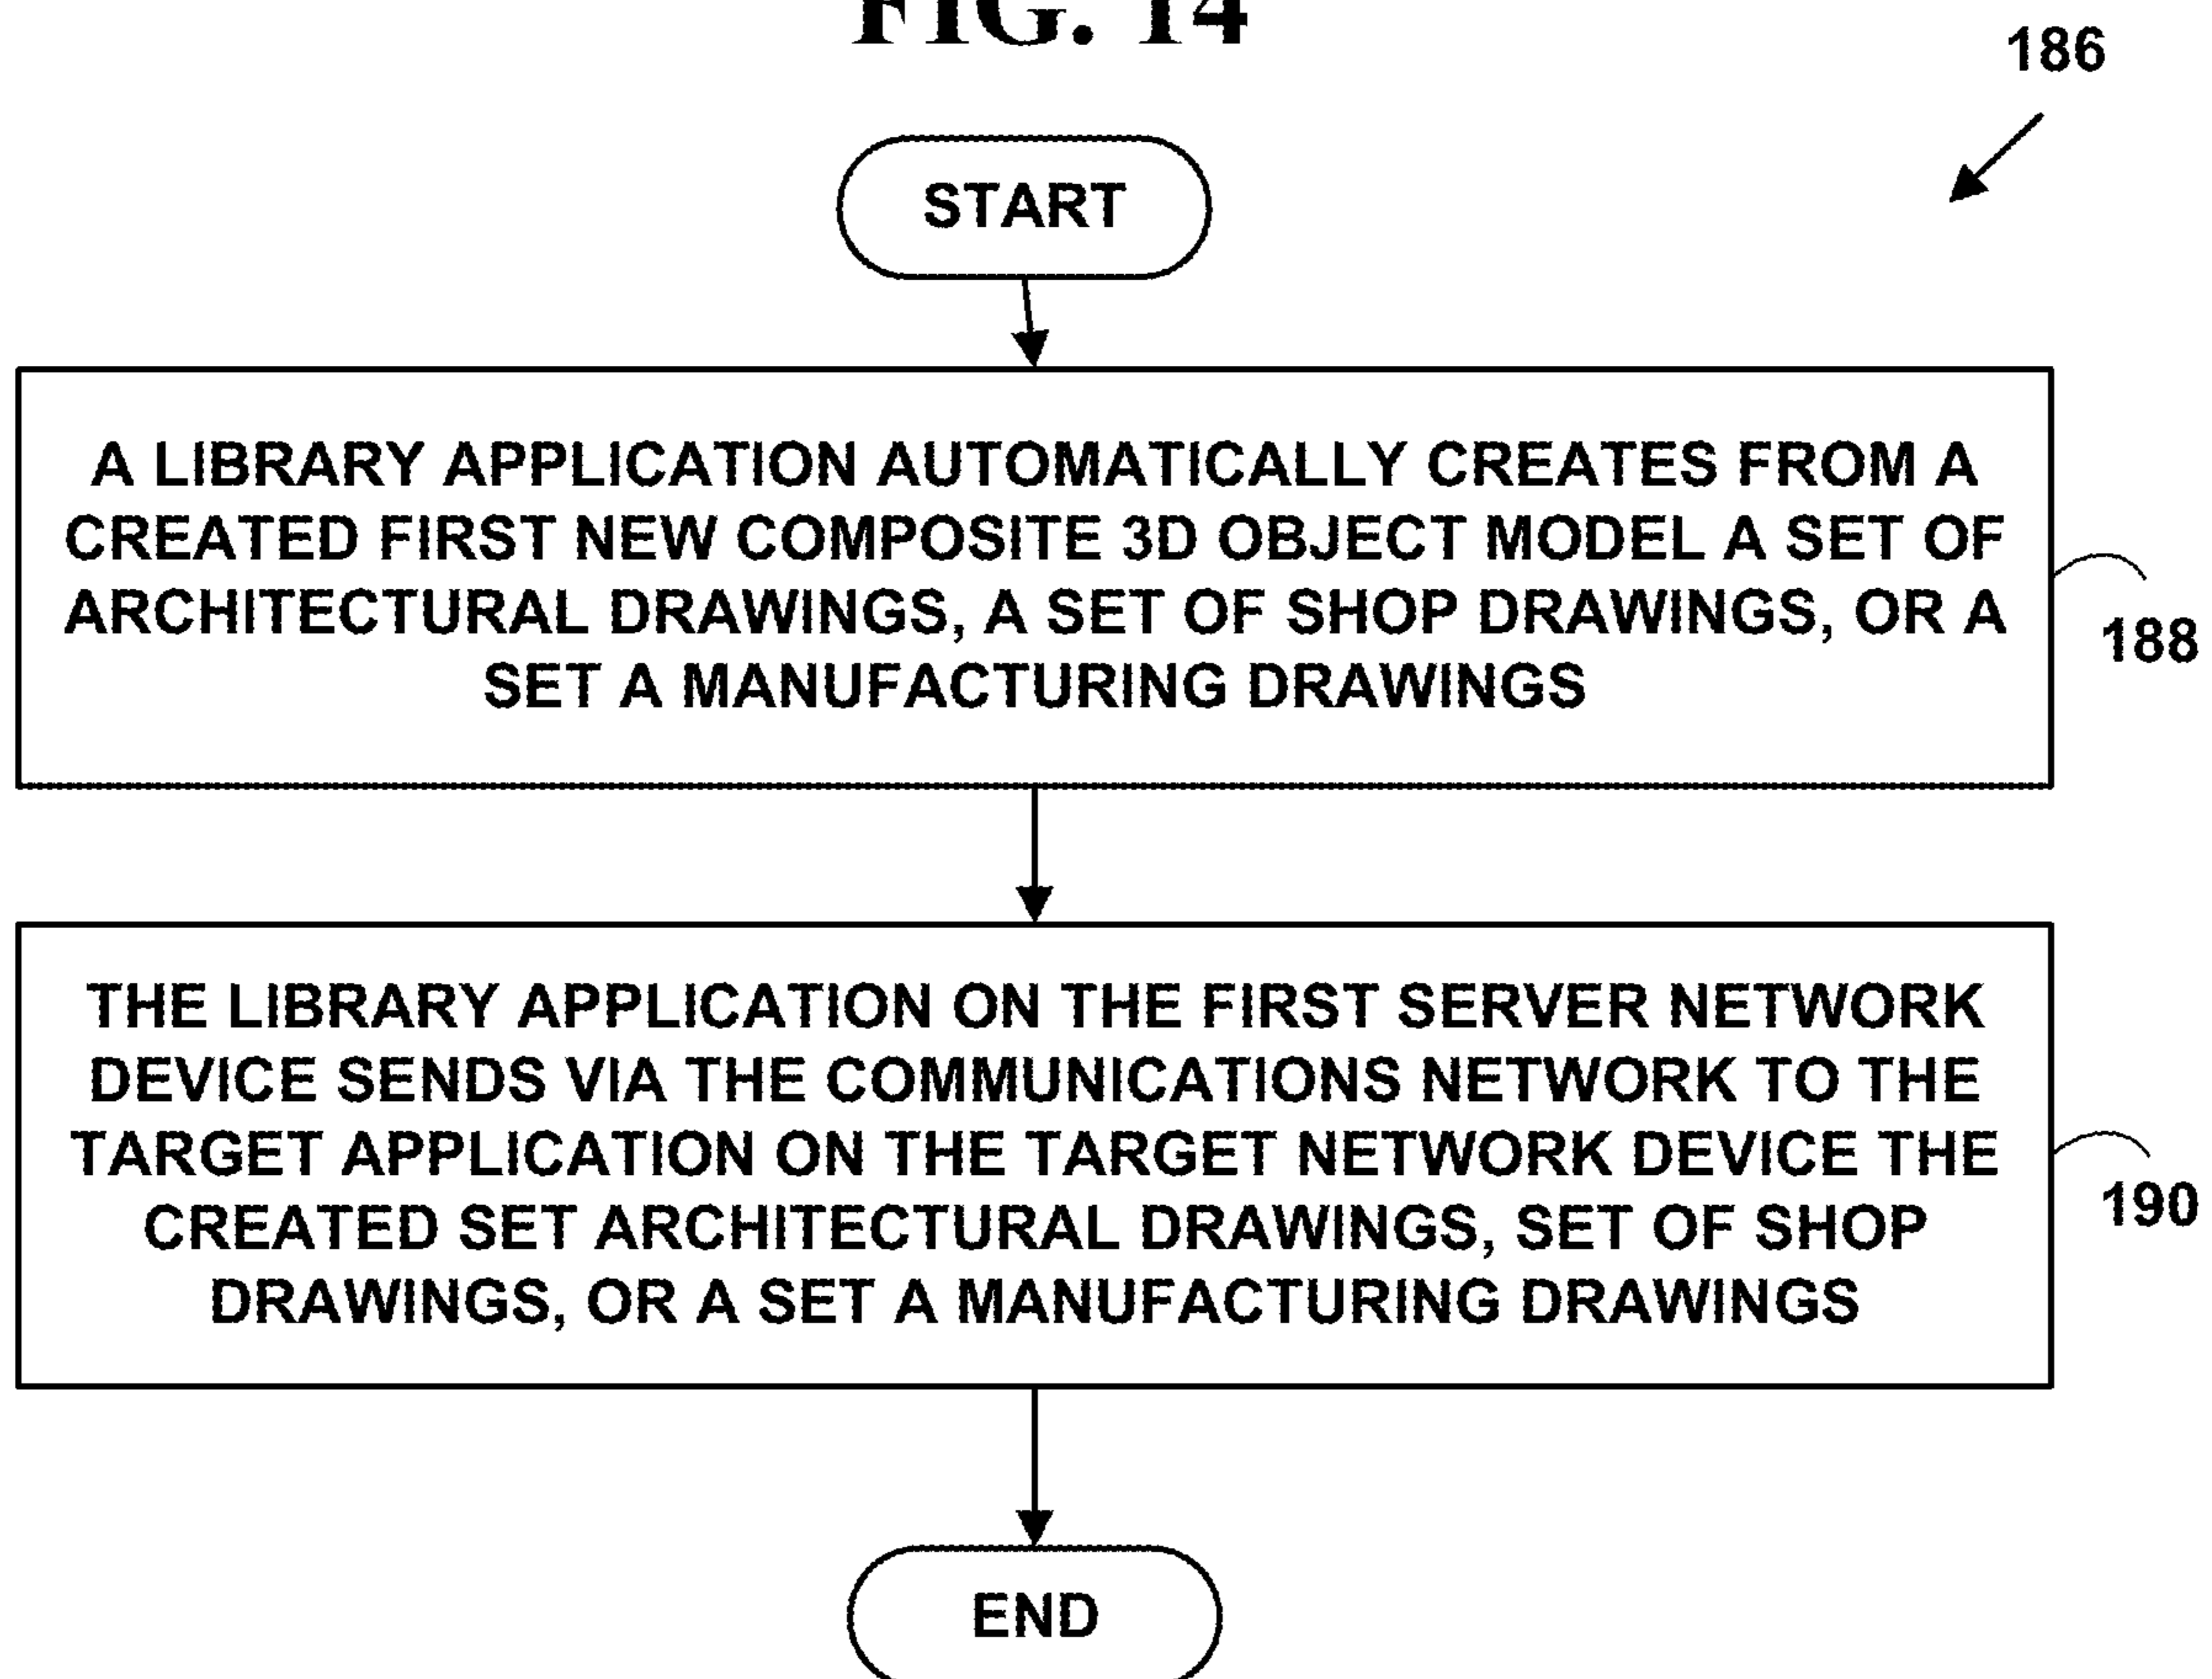 FIG. 14
186
START
A LIBRARY APPLICATION AUTOMATICALLY CREATES FROM A
CREATED FIRST NEW COMPOSITE 3D OBJECT MODEL A SET OF
ARCHITECTURAL DRAWINGS, A SET OF SHOP DRAWINGS, OR A
SET A MANUFACTURING DRAWINGS
188
THE LIBRARY APPLICATION ON THE FIRST SERVER NETWORK
DEVICE SENDS VIA THE COMMUNICATIONS NETWORK TO THE
TARGET APPLICATION ON THE TARGET NETWORK DEVICE THE
CREATED SET ARCHITECTURAL DRAWINGS, SET OF SHOP
DRAWINGS, OR A SET A MANUFACTURING DRAWINGS
190
END